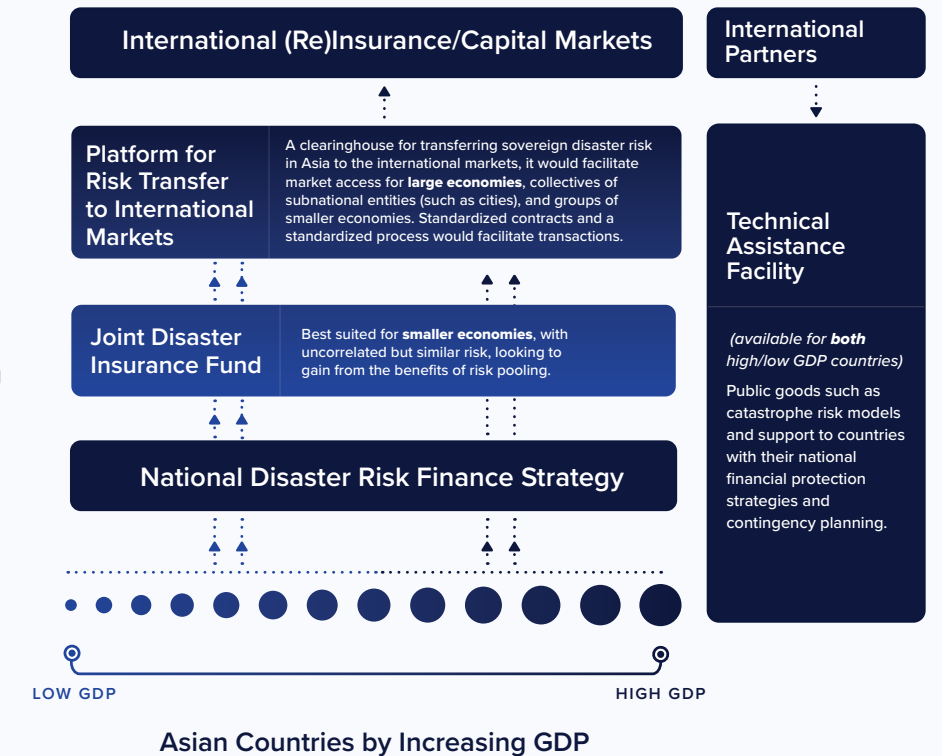 International (Re)Insurance/Capital Markets
International
Partners
Platform for
Risk Transfer
to International
Markets
A clearinghouse for transferring sovereign disaster risk
in Asia to the international markets, it would facilitate
market access for large economies, collectives of
subnational entities (such as cities), and groups of
smaller economies. Standardized contracts and a
standardized process would facilitate transactions.
Joint Disaster
Insurance Fund
Best suited for smaller economies, with
uncorrelated but similar risk, looking to
gain from the benefits of risk pooling.
National Disaster Risk Finance Strategy
Technical
Assistance
Facility
(available for both
high/low GDP countries)
Public goods such as
catastrophe risk models
and support to countries
with their national
financial protection
strategies and
contingency planning.
LOW GDP
HIGH GDP
Asian Countries by Increasing GDP